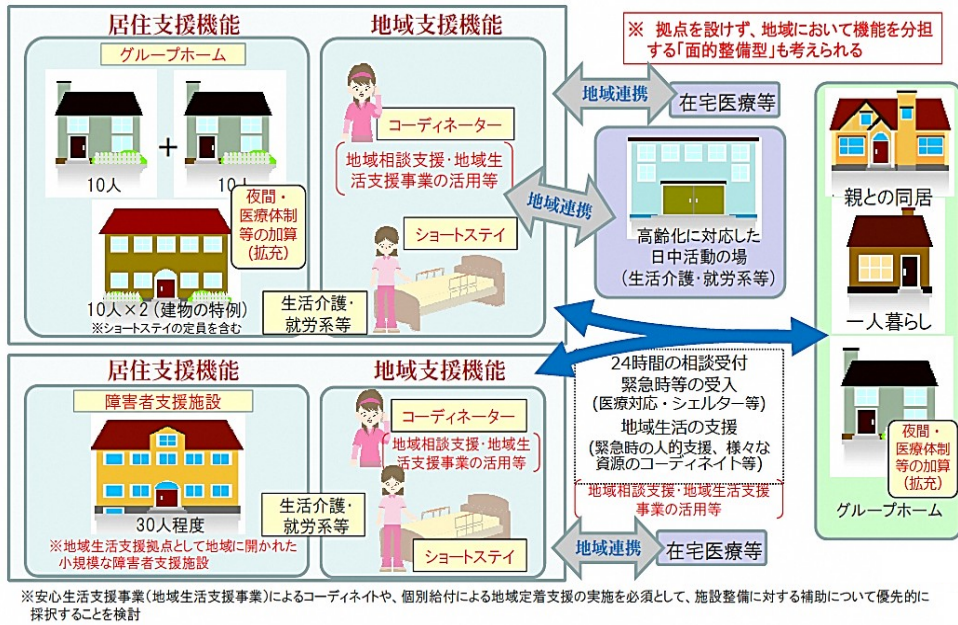 居住支援機能
地域支援機能
グループホーム
10人
＋
10人
夜間・
医療体制
等の加算
(拡充)
10人×2 (建物の特例)
※ショートステイの定員を含む
コーディネーター
地域相談支援・地域生
活支援事業の活用等
ショートステイ
生活介護・
就労系等
※ 拠点を設けず、地域において機能を分担
する「面的整備型」も考えられる
地域連携
在宅医療等
地域連携
高齢化に対応した
日中活動の場
(生活介護・就労系等)
親との同居
一人暮らし
夜間・
医療体制
等の加算
(拡充)
グループホーム
24時間の相談受付
緊急時等の受入
(医療対応・シェルター等)
地域生活の支援
(緊急時の人的支援、様々な
資源のコーディネイト等)
地域相談支援・地域生活支援
事業の活用等
居住支援機能
地域支援機能
障害者支援施設
30人程度
※地域生活支援拠点として地域に開かれた
小規模な障害者支援施設
コーディネーター
地域相談支援・地域生
活支援事業の活用等
生活介護・
就労系等
ショートステイ
地域連携
在宅医療等
※安心生活支援事業(地域生活支援事業)によるコーディネイトや、個別給付による地域定着支援の実施を必須として、施設整備に対する補助について優先的に
採択することを検討